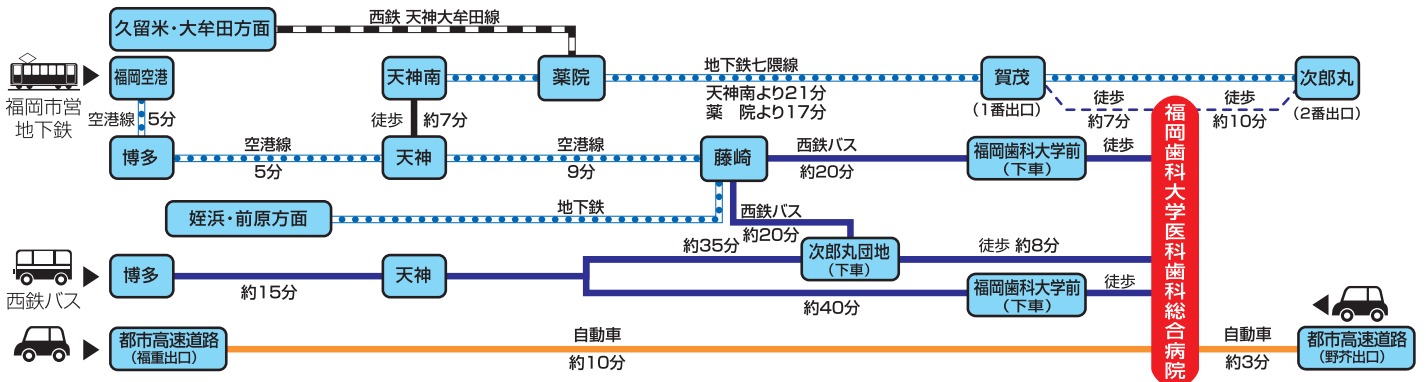 久留米・大牟田方面
西鉄 天神大牟田線
福岡市営
地下鉄
福岡空港
天神南
薬院
地下鉄七隈線
天神南より21分
薬　院より17分
賀茂
(1番出口)
次郎丸
(2番出口)
空港線
5分
徒歩
約7分
徒歩
約7分
徒歩
約10分
博多
空港線
5分
天神
空港線
9分
藤崎
西鉄バス
約20分
福岡歯科大学前
(下車)
徒歩
姪浜・前原方面
地下鉄
西鉄バス
約20分
西鉄バス
博多
約15分
天神
約35分
次郎丸団地
(下車)
徒歩 約8分
約40分
福岡歯科大学前
(下車)
徒歩
福岡歯科大学医科歯科総合病院
都市高速道路
(福重出口)
自動車
約10分
自動車
約3分
都市高速道路
(野芥出口)